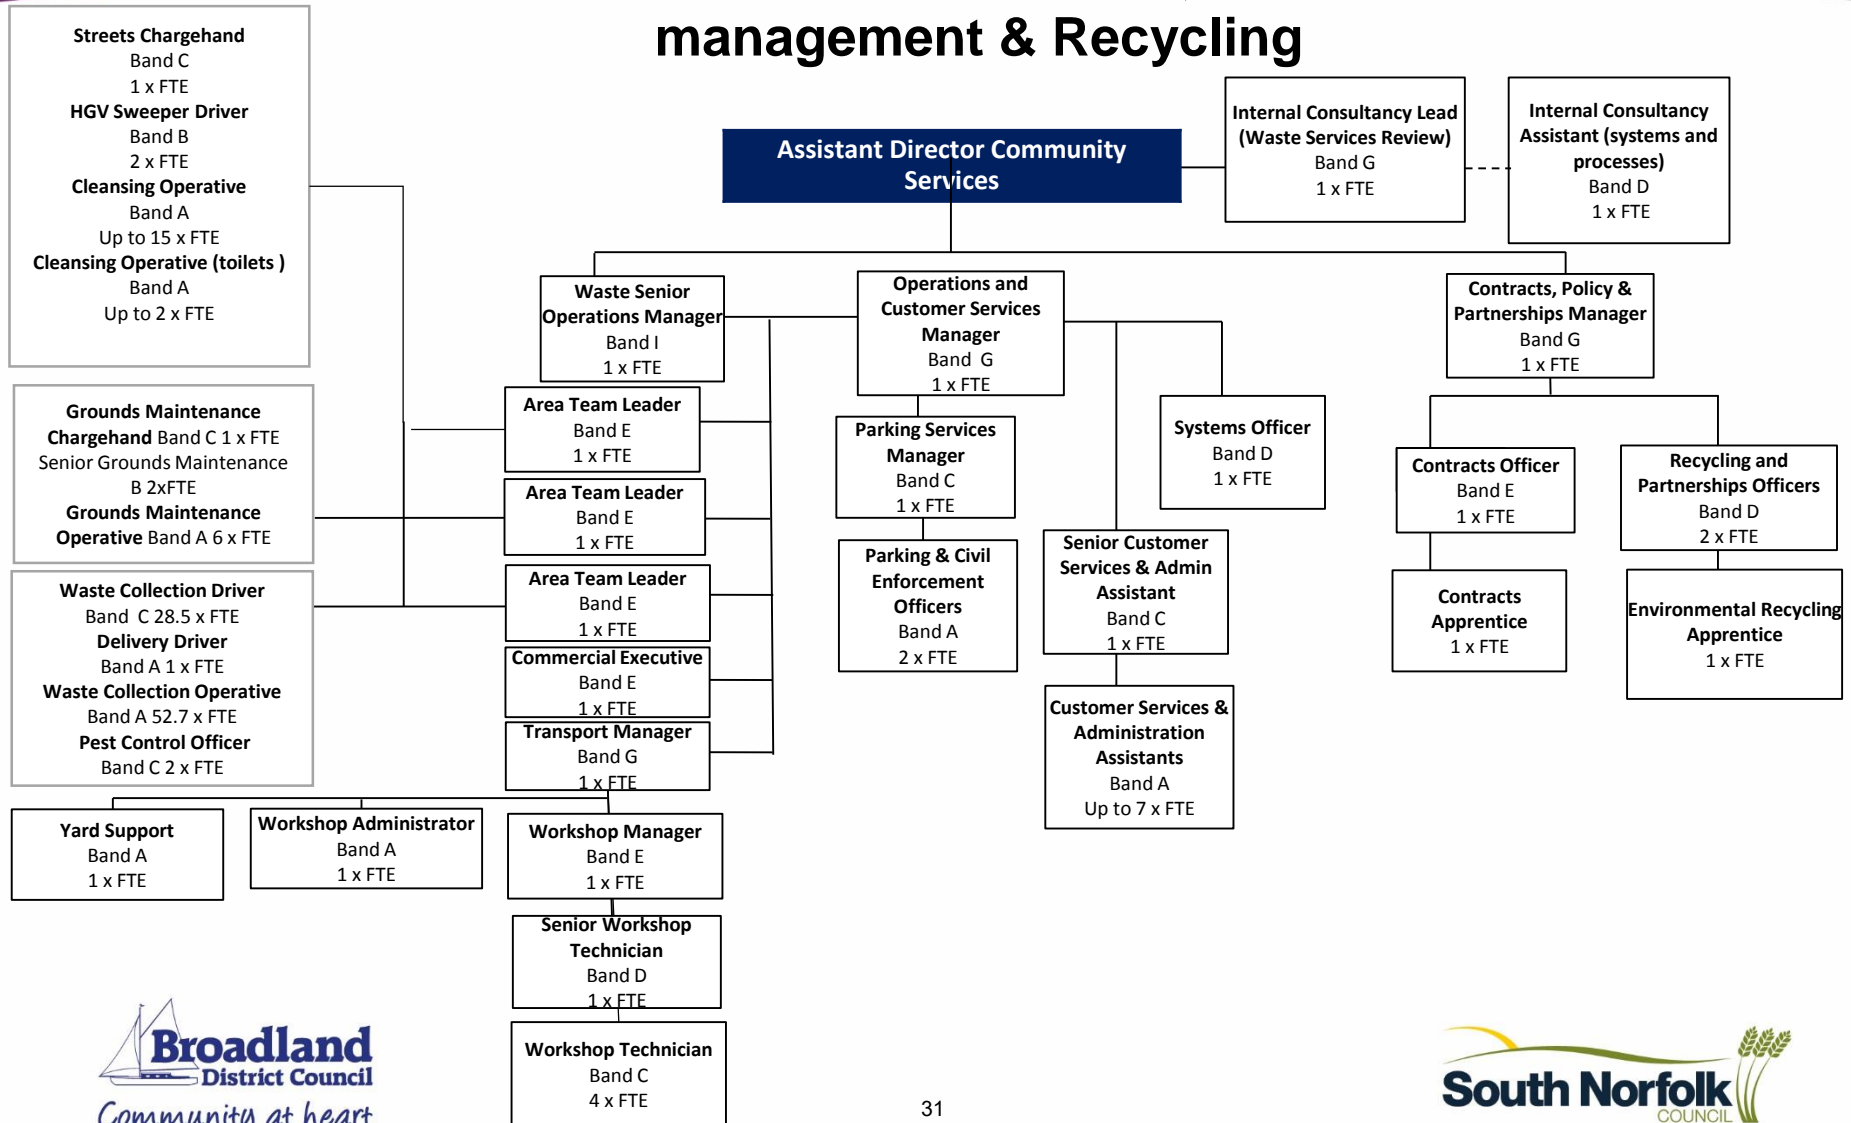 management & Recycling
Streets Chargehand
Band C
1 x FTE
HGV Sweeper Driver
Band B
2 x FTE
Cleansing Operative
Band A
Up to 15 x FTE
Cleansing Operative (toilets )
Band A
Up to 2 x FTE
Assistant Director Community
Services
Internal Consultancy Lead
(Waste Services Review)
Band G
1 x FTE
Internal Consultancy
Assistant (systems and
processes)
Band D
1 x FTE
Waste Senior
Operations Manager
Band I
1 x FTE
Operations and
Customer Services
Manager
Band G
1 x FTE
Contracts, Policy &
Partnerships Manager
Band G
1 x FTE
Grounds Maintenance
Chargehand Band C 1 x FTE
Senior Grounds Maintenance
B 2xFTE
Grounds Maintenance
Operative Band A 6 x FTE
Waste Collection Driver
Band C 28.5 x FTE
Delivery Driver
Band A 1 x FTE
Waste Collection Operative
Band A 52.7 x FTE
Pest Control Officer
Band C 2 x FTE
Area Team Leader
Band E
1 x FTE
Area Team Leader
Band E
1 x FTE
Area Team Leader
Band E
1 x FTE
Commercial Executive
Band E
1 x FTE
Transport Manager
Band G
1 x FTE
Parking Services
Manager
Band C
1 x FTE
Parking & Civil
Enforcement
Officers
Band A
2 x FTE
Systems Officer
Band D
1 x FTE
Senior Customer
Services & Admin
Assistant
Band C
1 x FTE
Customer Services &
Administration
Assistants
Band A
Up to 7 x FTE
Contracts Officer
Band E
1 x FTE
Contracts
Apprentice
1 x FTE
Recycling and
Partnerships Officers
Band D
2 x FTE
Environmental Recycling
Apprentice
1 x FTE
Yard Support
Band A
1 x FTE
Workshop Administrator
Band A
1 x FTE
Workshop Manager
Band E
1 x FTE
Senior Workshop
Technician
Band D
1 x FTE
Workshop Technician
Band C
4 x FTE
Broadland
District Council
Community at heart
31
South Norfolk
COUNCIL